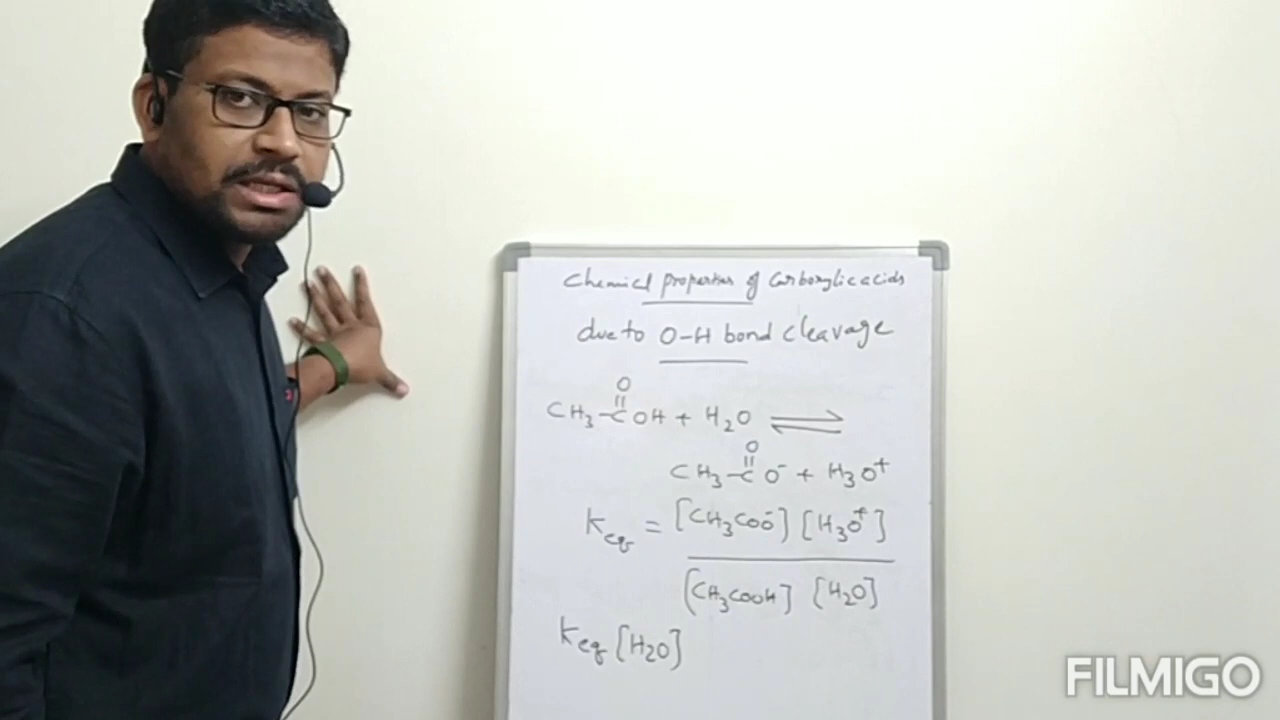 Chemicl properties of Carboxylic acids
due to O-H bond cleavage
O
CH3-C OH + H2O ⇌
O
CH3-C O⁻ + H3O⁺
Keq = [CH3COO⁻] [H3O⁺]
[CH3COOH] [H2O]
Keq [H2O]
FILMIGO